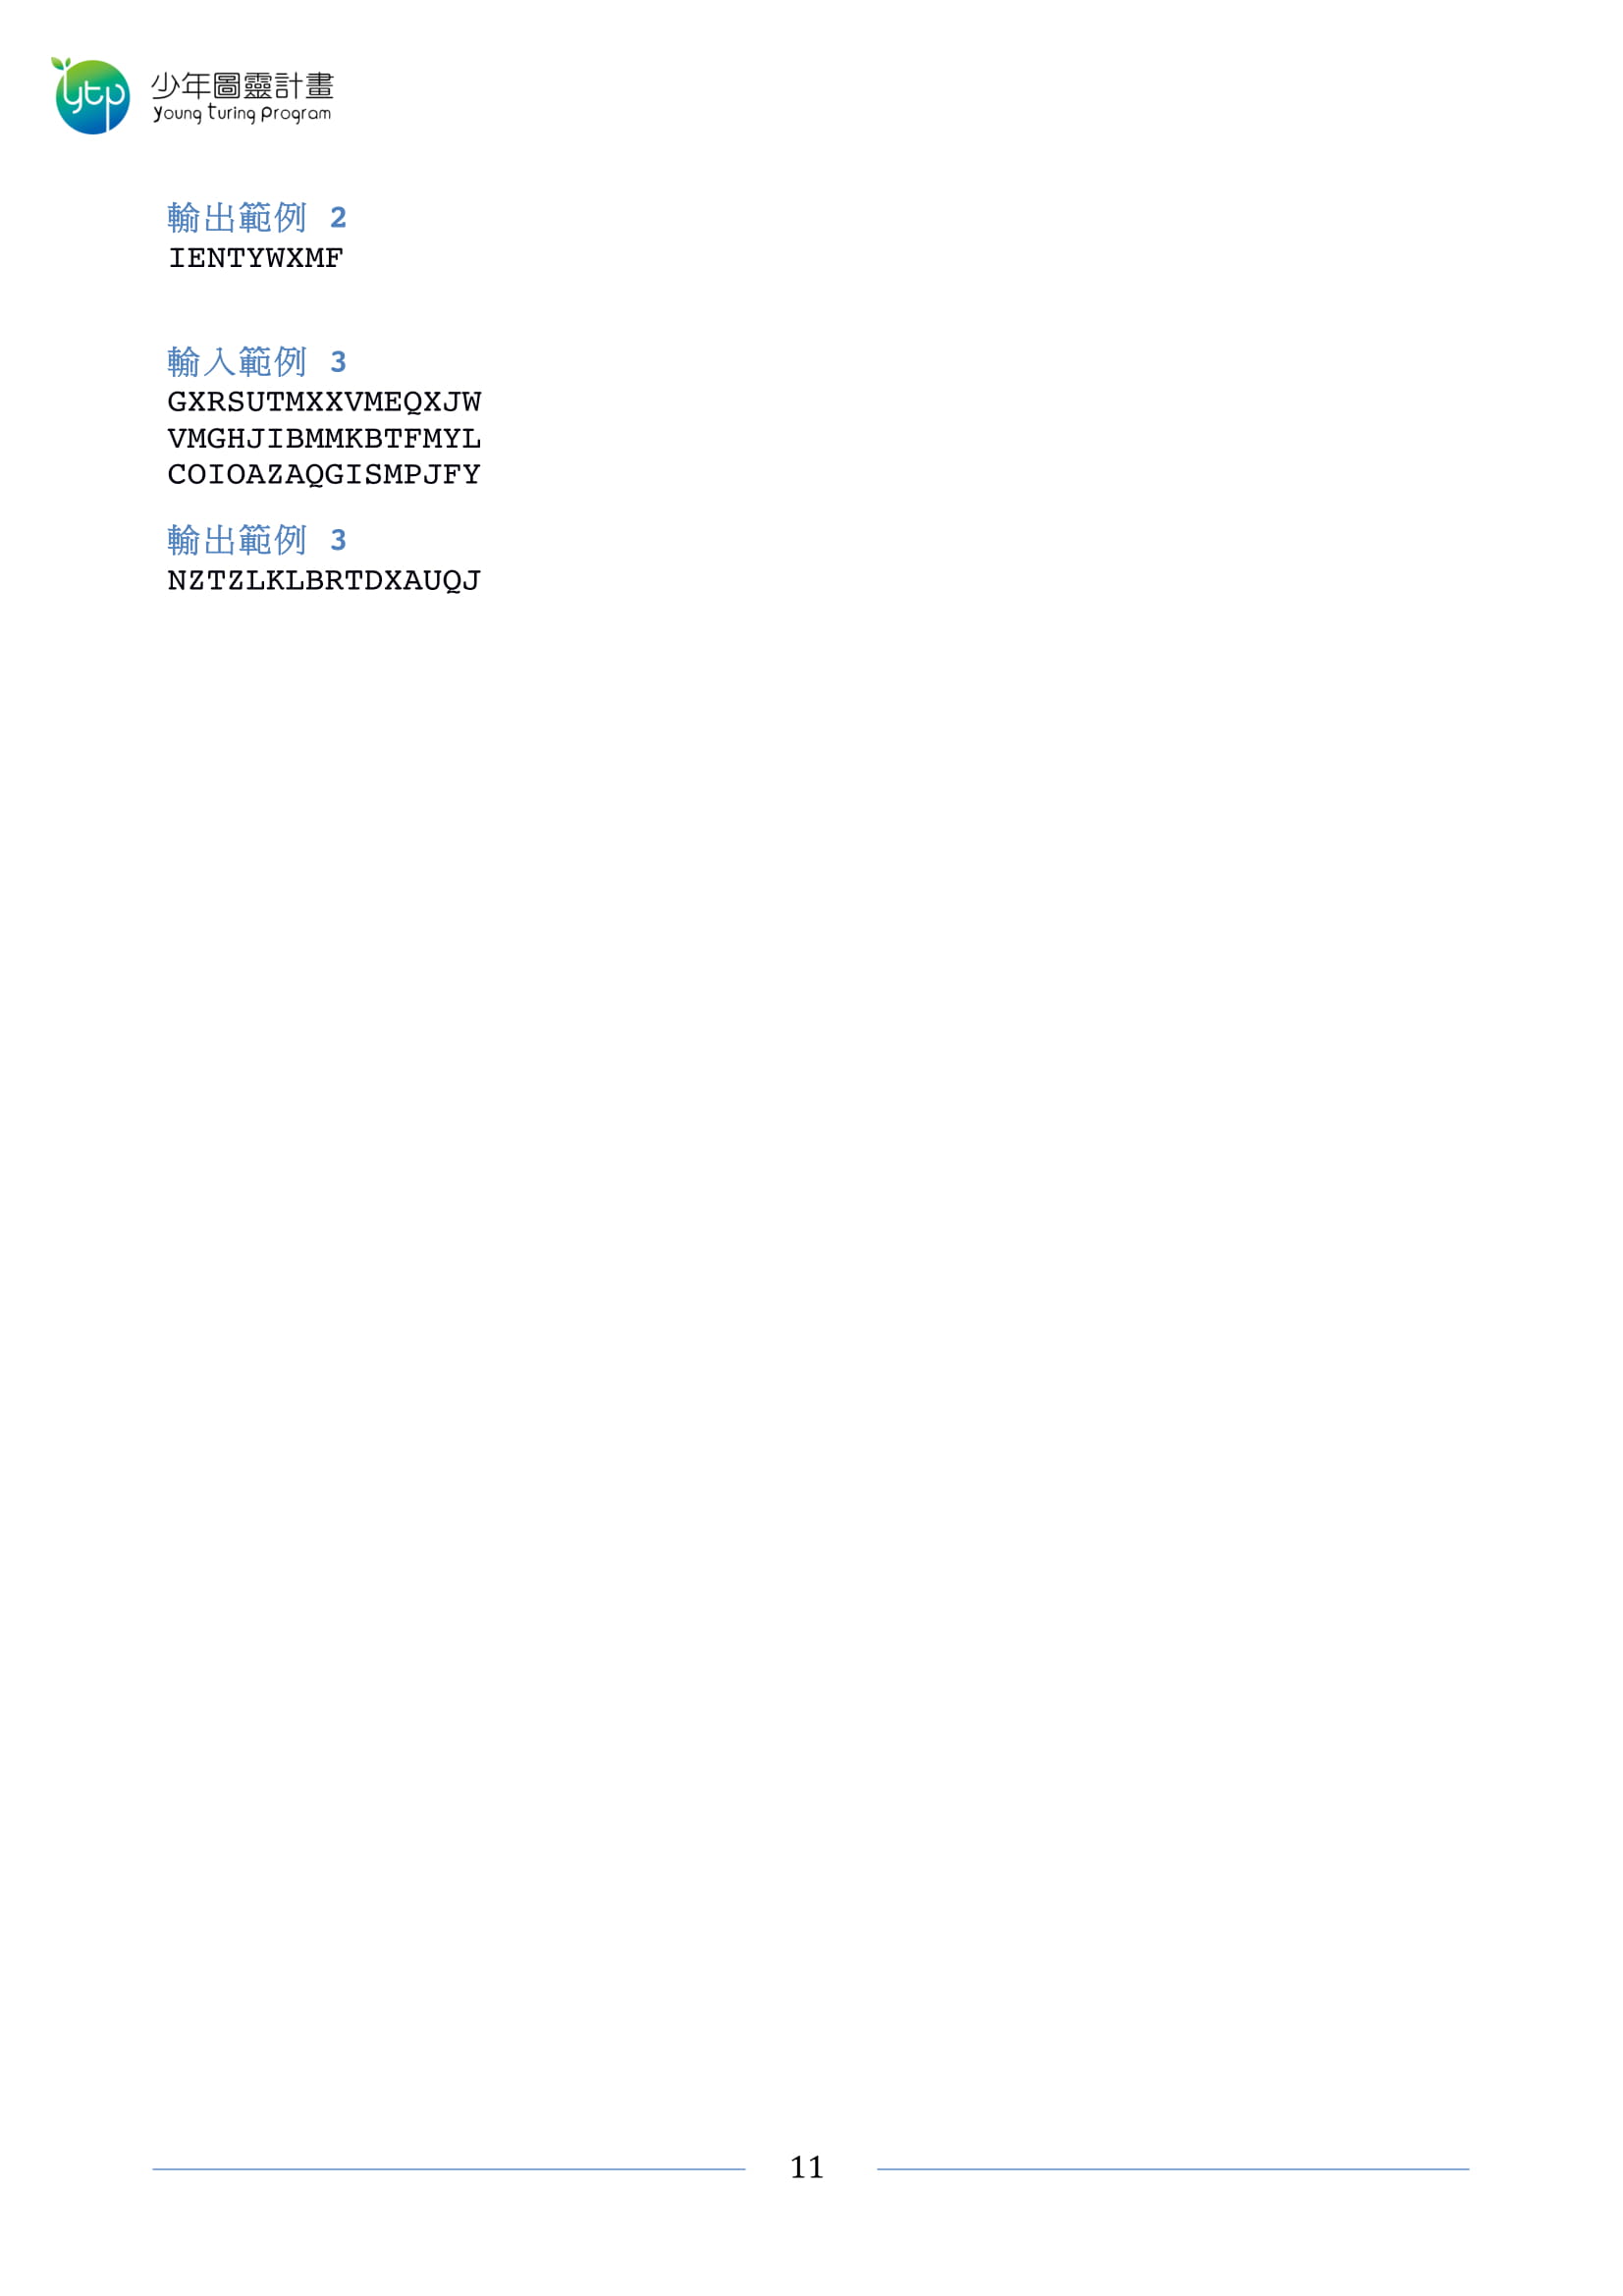 ytp
少年圖靈計畫
young turing program
輸出範例 2
IENTYWXMF
輸入範例 3
GXRSUTMXXVMEQXJW
VMGHJIBMMKBTFMYL
COIOAZAQGISMPJFY
輸出範例 3
NZTZLKLBRTDXAUQJ
11